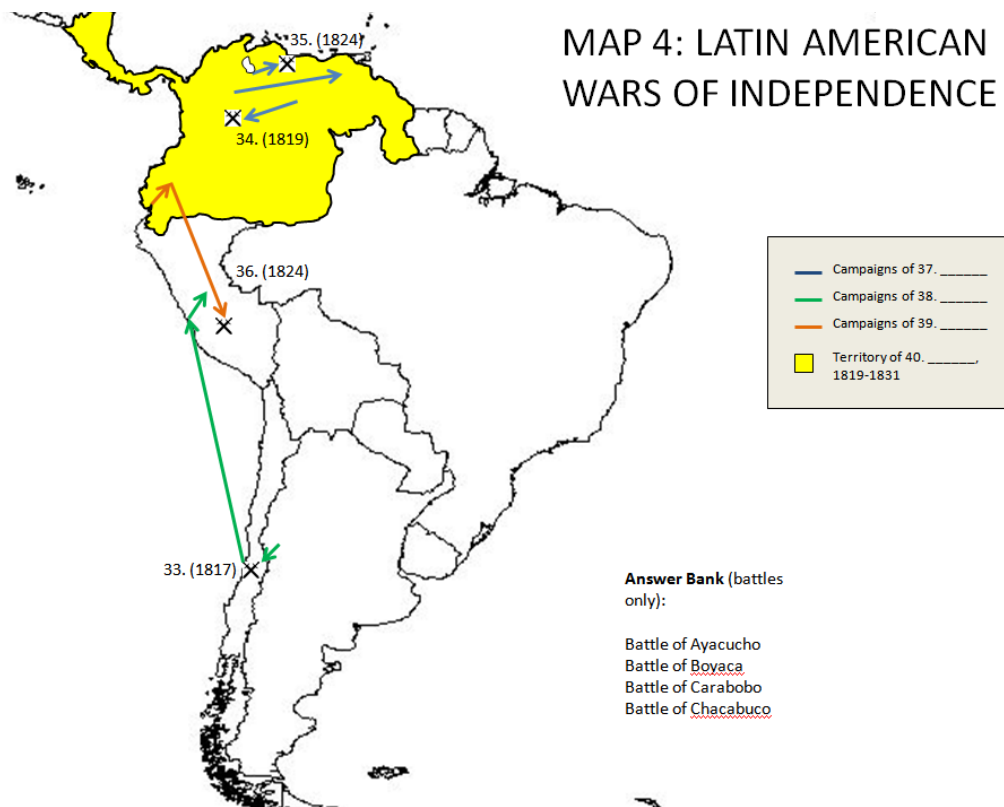 MAP 4: LATIN AMERICAN
WARS OF INDEPENDENCE
35. (1824)
34. (1819)
36. (1824)
33. (1817)
Campaigns of 37. ______
Campaigns of 38. ______
Campaigns of 39. ______
Territory of 40. ______,
1819-1831
Answer Bank (battles
only):
Battle of Ayacucho
Battle of Boyaca
Battle of Carabobo
Battle of Chacabuco